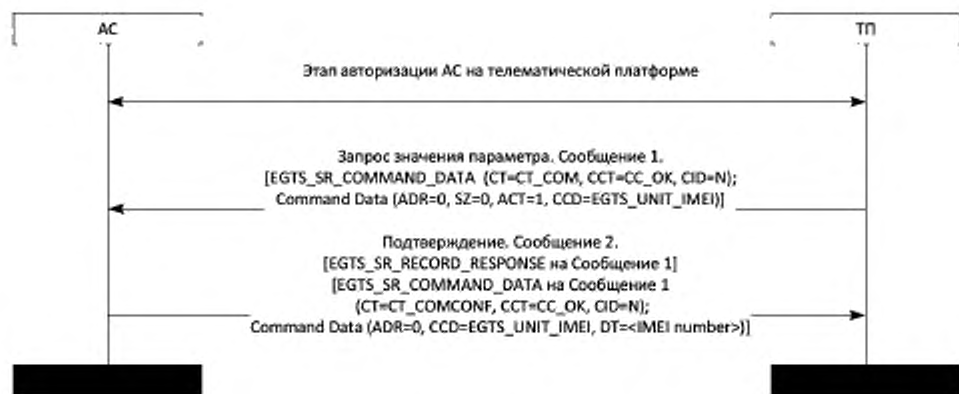 АС
ТП
Этап авторизации АС на телематической платформе
Запрос значения параметра. Сообщение 1.
[EGTS_SR_COMMAND_DATA (CT=CT_COM, CCT=CC_OK, CID=N);
Command Data (ADR=0, SZ=0, ACT=1, CCD=EGTS_UNIT_IMEI)]
Подтверждение. Сообщение 2.
[EGTS_SR_RECORD_RESPONSE на Сообщение 1]
[EGTS_SR_COMMAND_DATA на Сообщение 1
(CT=CT_COMCONF, CCT=CC_OK, CID=N);
Command Data (ADR=0, CCD=EGTS_UNIT_IMEI, DT=<IMEI number>)]